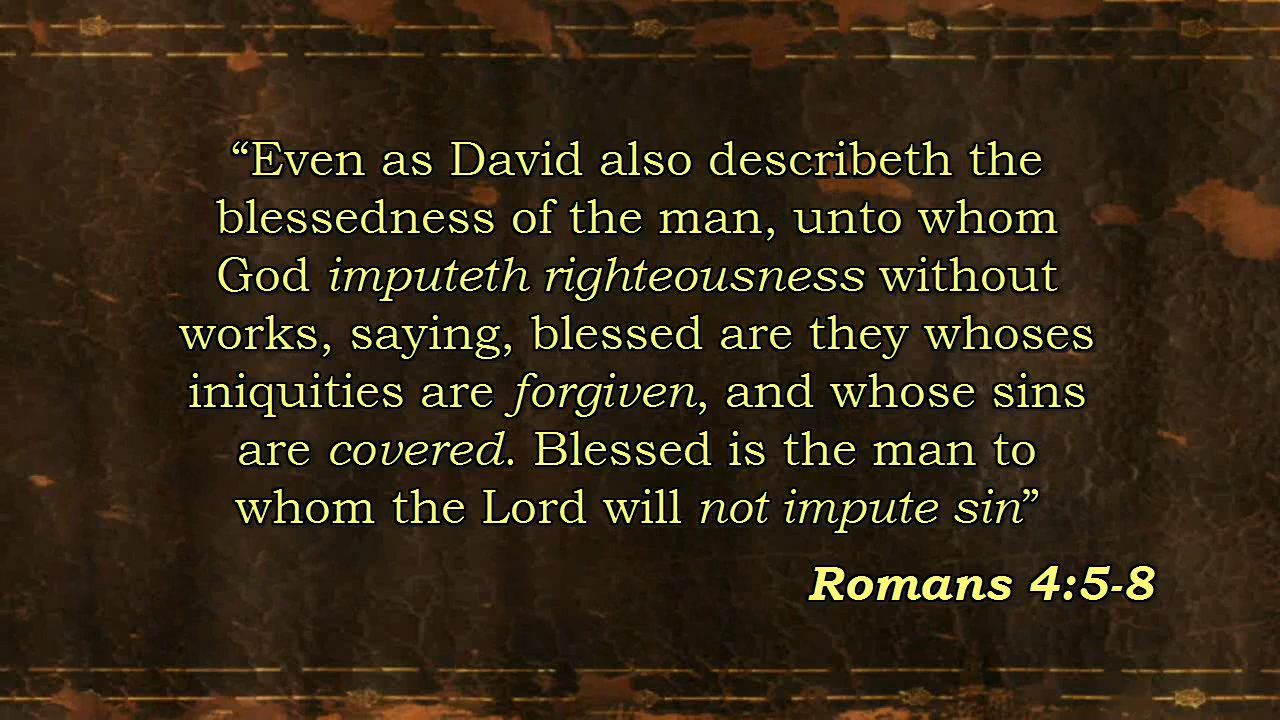 “Even as David also describeth the
blessedness of the man, unto whom
God imputeth righteousness without
works, saying, blessed are they whoses
iniquities are forgiven, and whose sins
are covered. Blessed is the man to
whom the Lord will not impute sin”
Romans 4:5-8